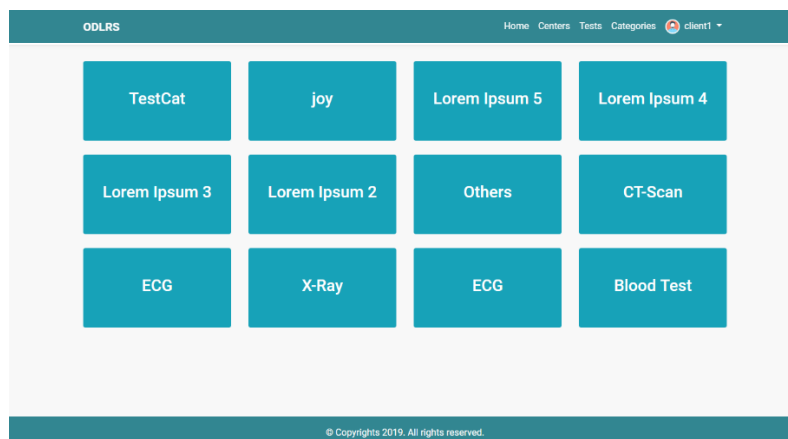 ODLRS Home Centers Tests Categories client1
TestCat joy Lorem Ipsum 5 Lorem Ipsum 4
Lorem Ipsum 3 Lorem Ipsum 2 Others CT-Scan
ECG X-Ray ECG Blood Test
© Copyrights 2019. All rights reserved.